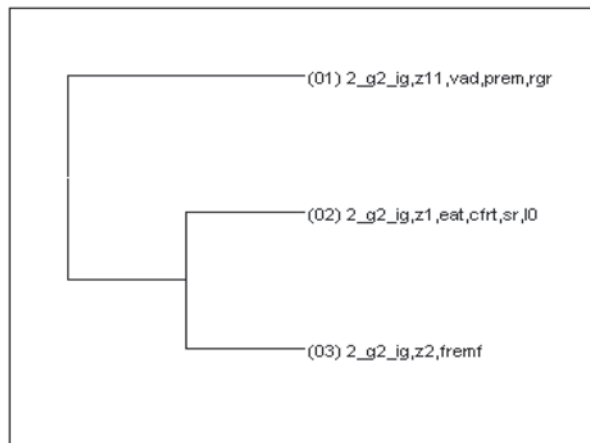 (01) 2_g2_ig,z11,vad,prem,rgr
(02) 2_g2_ig,z1,eat,cfrt,sr,l0
(03) 2_g2_ig,z2,fremf